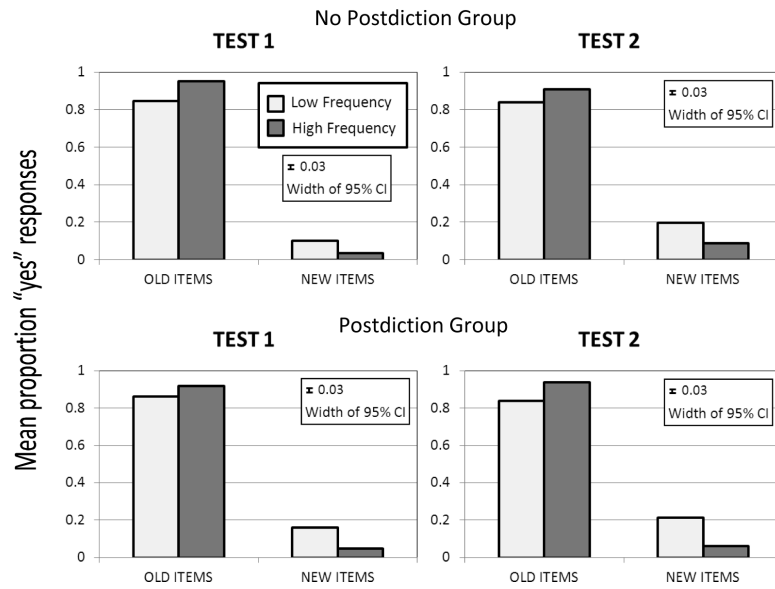 No Postdiction Group
TEST 1
TEST 2
Mean proportion “yes” responses
1
0.8
0.6
0.4
0.2
0
Low Frequency
High Frequency
0.03
Width of 95% CI
OLD ITEMS
NEW ITEMS
1
0.8
0.6
0.4
0.2
0
0.03
Width of 95% CI
OLD ITEMS
NEW ITEMS
Postdiction Group
TEST 1
TEST 2
1
0.8
0.6
0.4
0.2
0
0.03
Width of 95% CI
OLD ITEMS
NEW ITEMS
1
0.8
0.6
0.4
0.2
0
0.03
Width of 95% CI
OLD ITEMS
NEW ITEMS